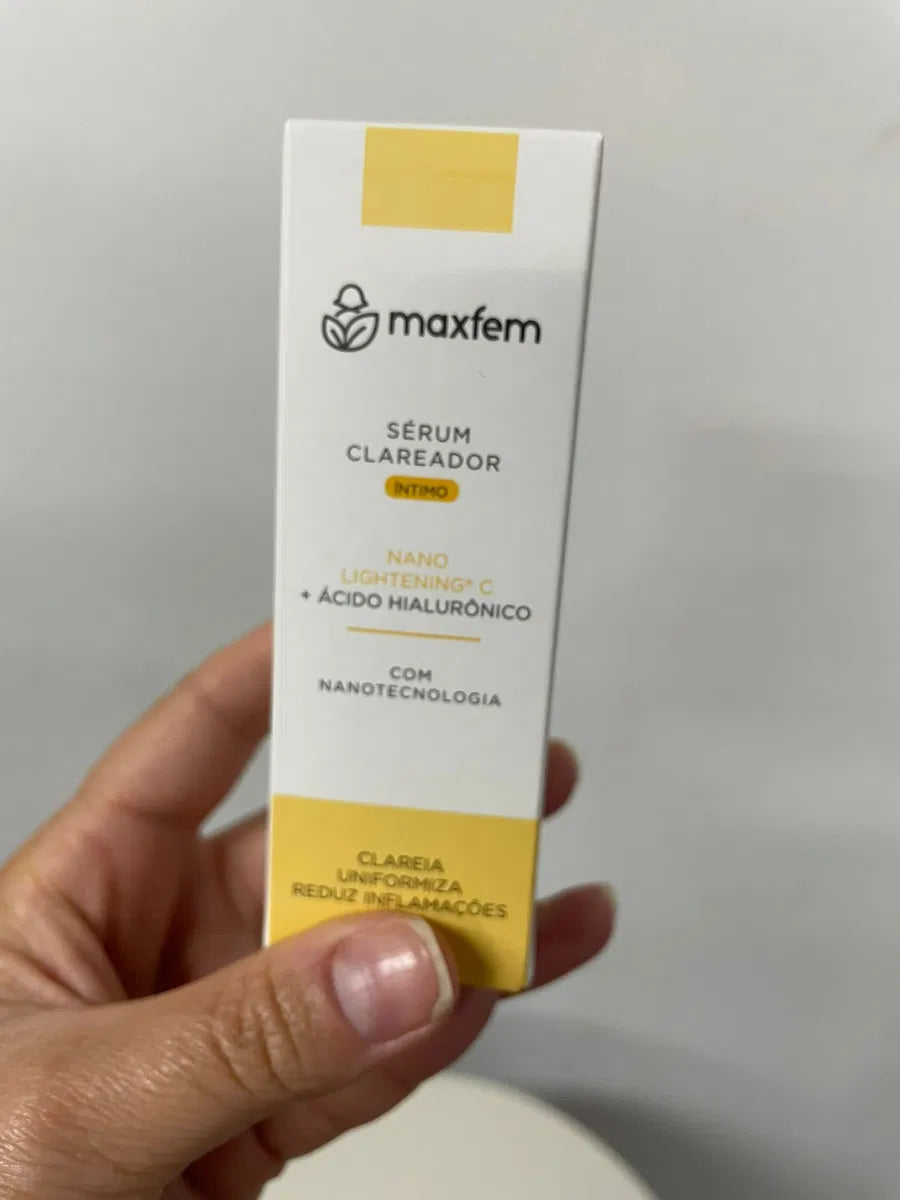 maxfem
SÉRUM
CLAREADOR
ÍNTIMO
NANO
LIGHTENING® C
+ ÁCIDO HIALURÔNICO
COM
NANOTECNOLOGIA
CLAREIA
UNIFORMIZA
REDUZ INFLAMAÇÕES